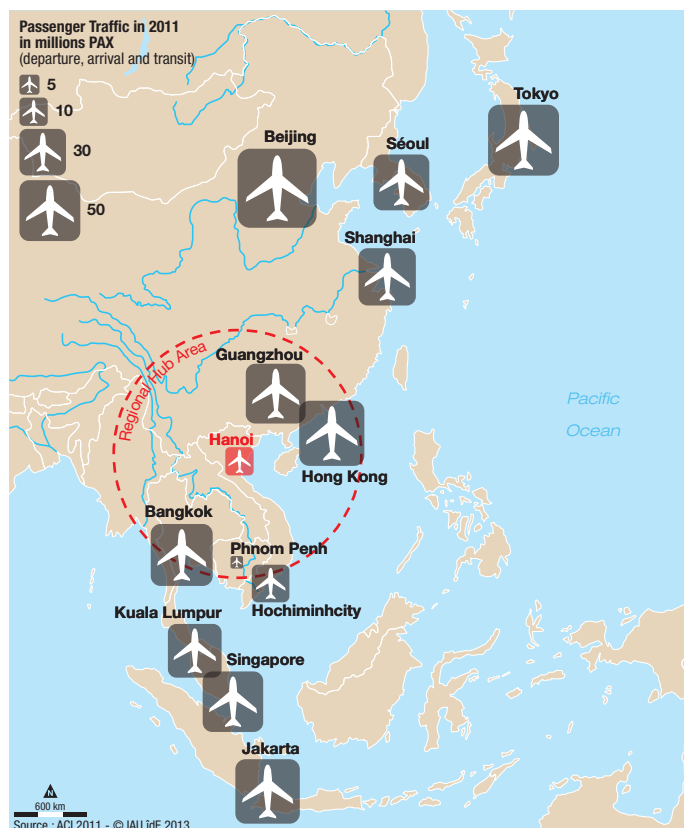 Passenger Traffic in 2011
in millions PAX
(departure, arrival and transit)
5
10
30
50
Tokyo
Beijing
Séoul
Shanghai
Regional Hub Area
Guangzhou
Pacific
Ocean
Hanoi
Hong Kong
Bangkok
Phnom Penh
Hochiminhcity
Kuala Lumpur
Singapore
Jakarta
N
600 km
Source : ACI 2011 - © IAU îdF 2013